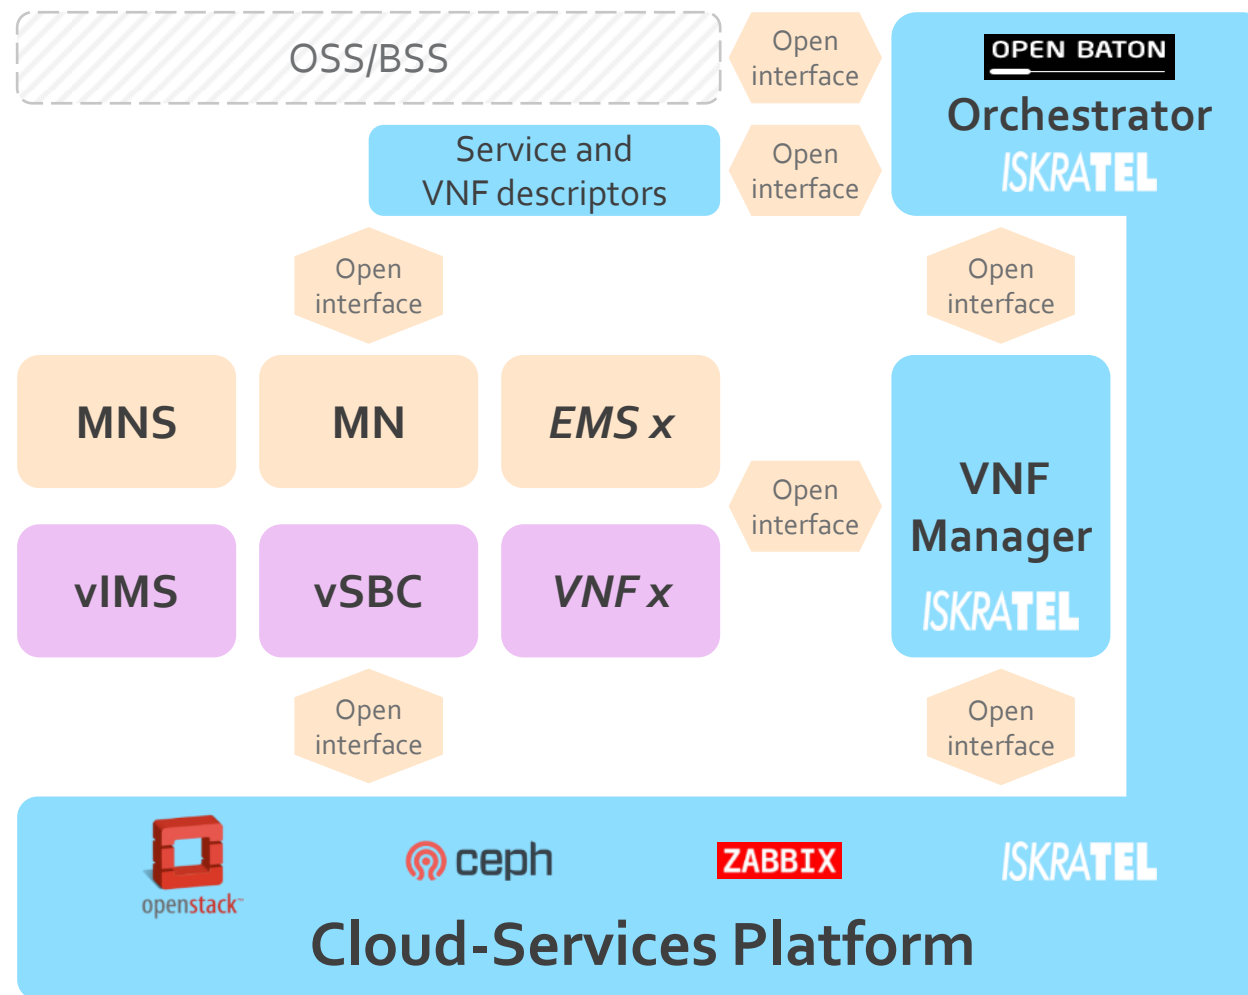 OSS/BSS
Open
interface
OPEN BATON
Orchestrator
ISKRATEL
Service and
VNF descriptors
Open
interface
Open
interface
Open
interface
MNS
MN
EMS x
Open
interface
VNF
Manager
ISKRATEL
vIMS
vSBC
VNF x
Open
interface
Open
interface
openstack™
ceph
ZABBIX
ISKRATEL
Cloud-Services Platform